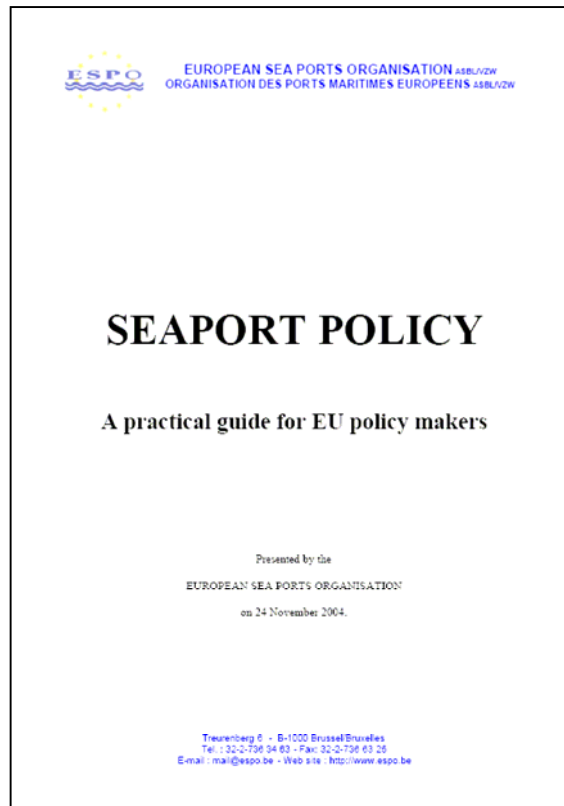 ESPO
EUROPEAN SEA PORTS ORGANISATION ASBL/VZW
ORGANISATION DES PORTS MARITIMES EUROPEENS ASBL/VZW
SEAPORT POLICY
A practical guide for EU policy makers
Presented by the
EUROPEAN SEA PORTS ORGANISATION
on 24 November 2004.
Treurenberg 6 - B-1000 Brussel/Bruxelles
Tel. : 32-2-736 34 63 - Fax: 32-2-736 63 25
E-mail : mail@espo.be - Web site : http://www.espo.be